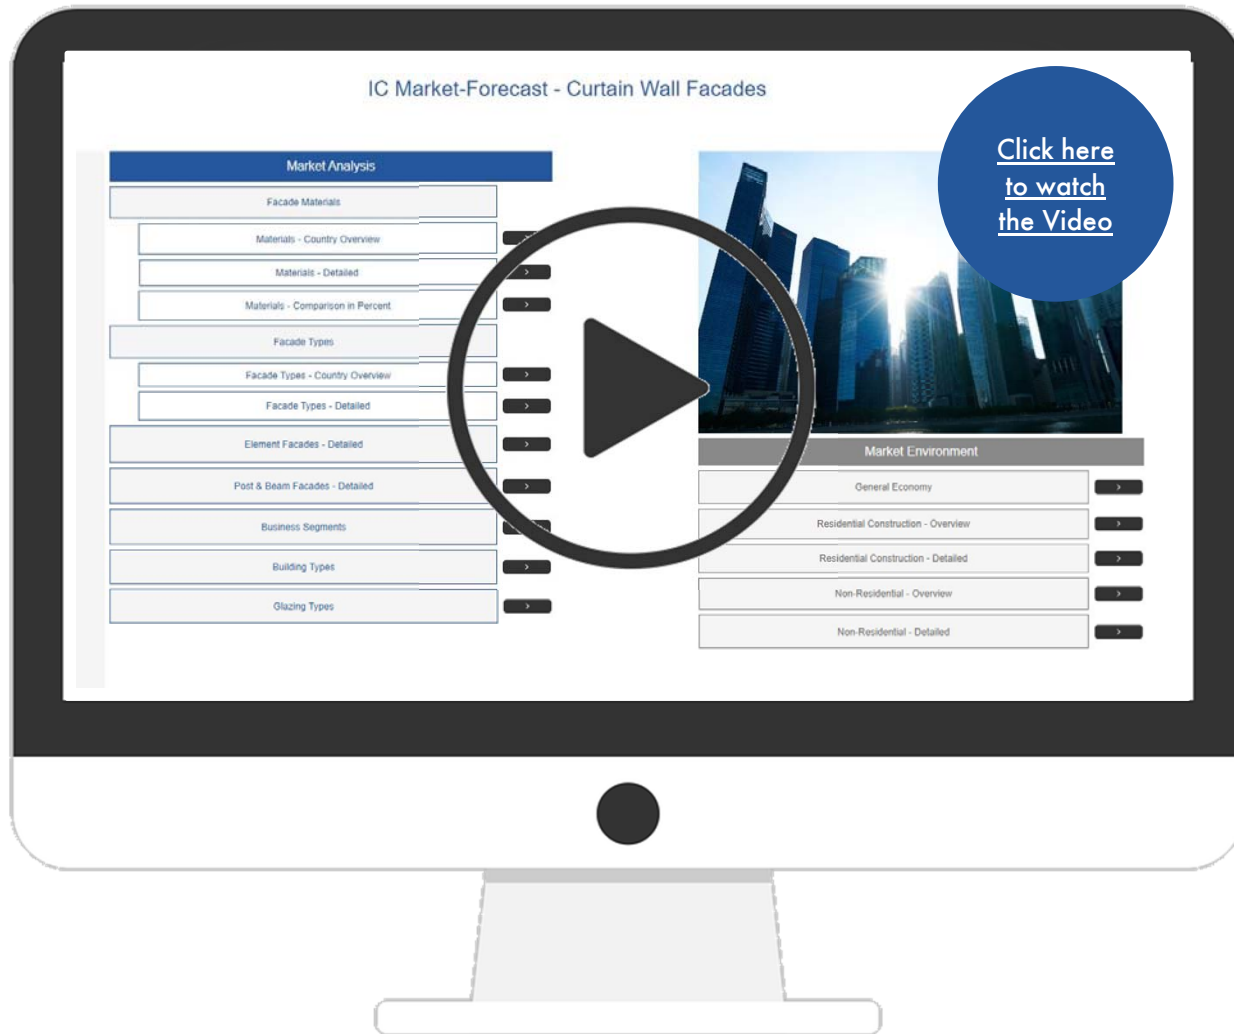 IC Market-Forecast - Curtain Wall Facades
Click here
to watch
the Video
Market Analysis
Facade Materials
Materials - Country Overview
Materials - Detailed
Materials - Comparison in Percent
Facade Types
Facade Types - Country Overview
Facade Types - Detailed
Element Facades - Detailed
Post & Beam Facades - Detailed
Business Segments
Building Types
Glazing Types
Market Environment
General Economy
Residential Construction - Overview
Residential Construction - Detailed
Non-Residential - Overview
Non-Residential - Detailed